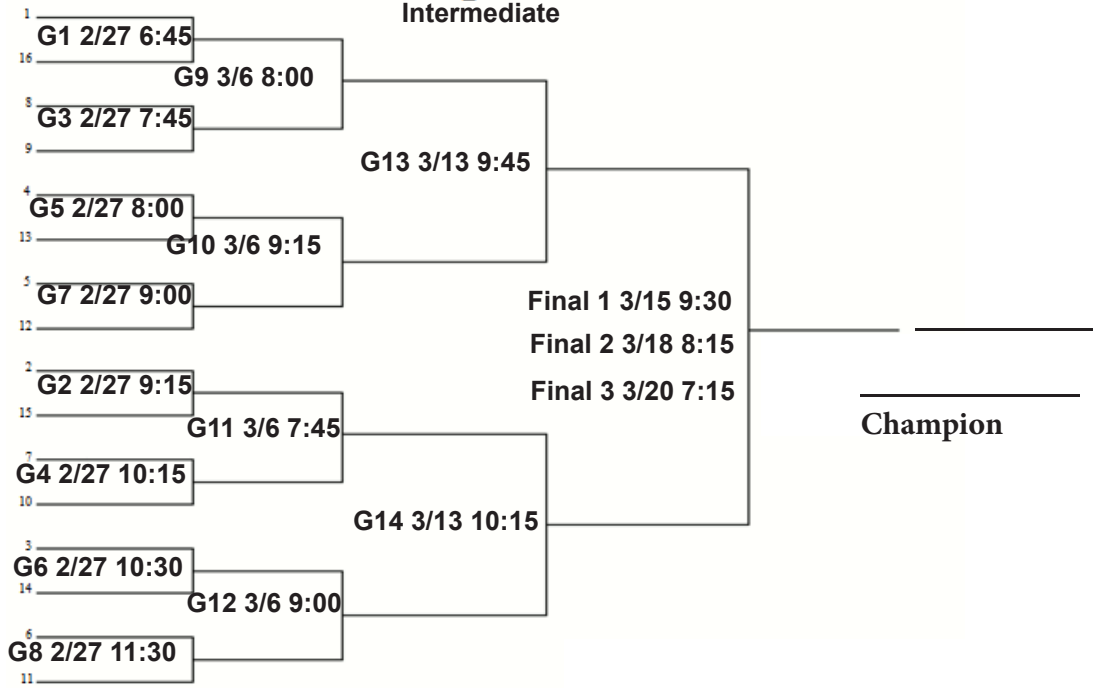 Intermediate
1
G1 2/27 6:45
16
G9 3/6 8:00
8
G3 2/27 7:45
9
G13 3/13 9:45
4
G5 2/27 8:00
13
G10 3/6 9:15
5
G7 2/27 9:00
12
Final 1 3/15 9:30
Final 2 3/18 8:15
Final 3 3/20 7:15
2
G2 2/27 9:15
15
G11 3/6 7:45
7
G4 2/27 10:15
10
G14 3/13 10:15
3
G6 2/27 10:30
14
G12 3/6 9:00
6
G8 2/27 11:30
11
Champion